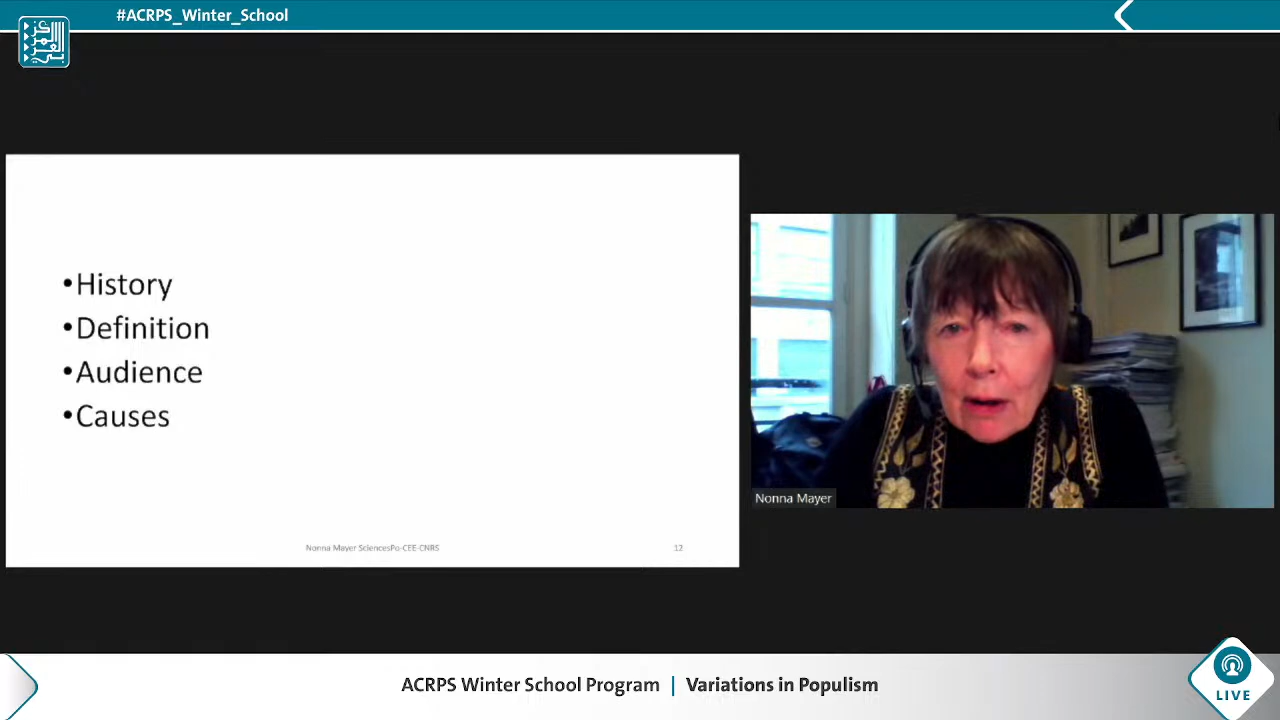 #ACRPS_Winter_School
•History
•Definition
•Audience
•Causes
Nonna Mayer SciencesPo-CEE-CNRS
12
Nonna Mayer
ACRPS Winter School Program | Variations in Populism
LIVE